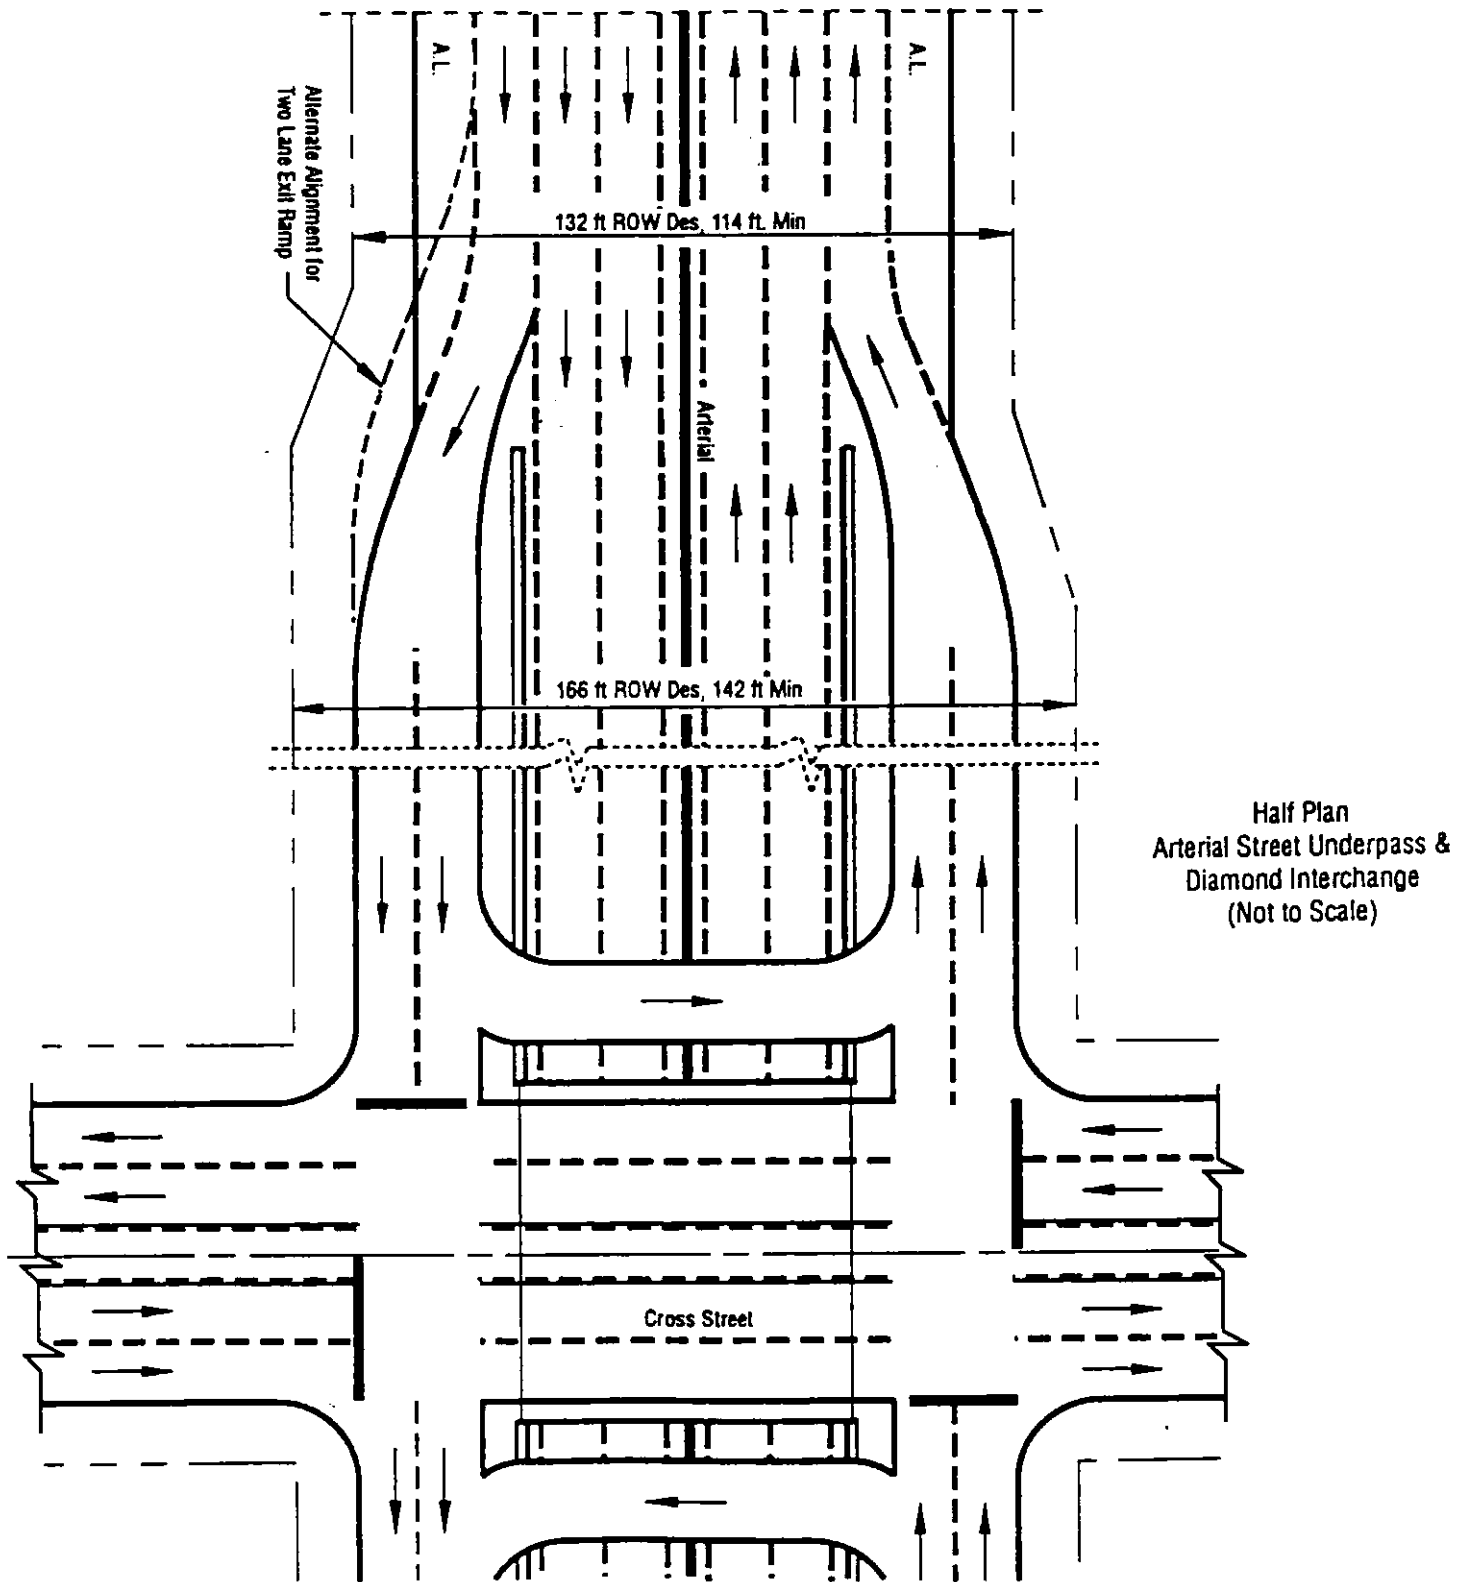 A.L.
A.L.
Alternate Alignment for
Two Lane Exit Ramp
132 ft ROW Des, 114 ft. Min
Arterial
166 ft ROW Des, 142 ft Min
Half Plan
Arterial Street Underpass &
Diamond Interchange
(Not to Scale)
Cross Street